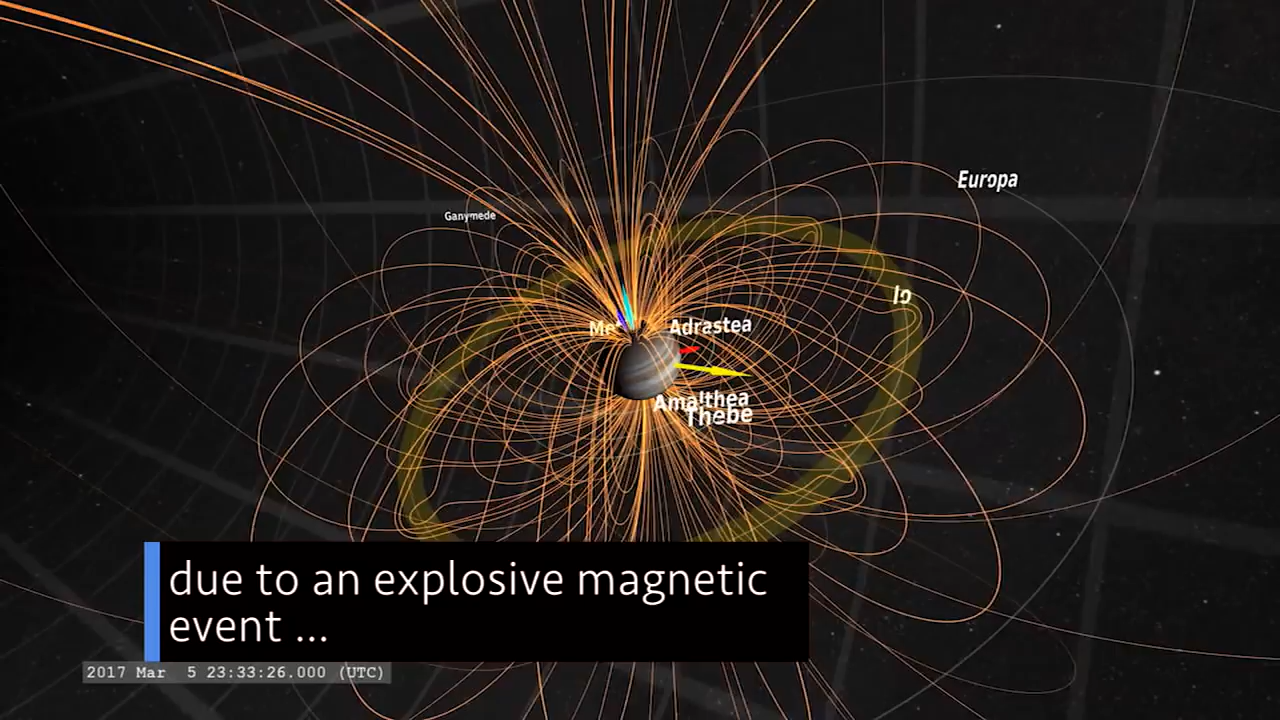 Europa
Ganymede
Io
Adrastea
Amalthea
Thebe
due to an explosive magnetic
event ...
2017 Mar  5 23:33:26.000 (UTC)